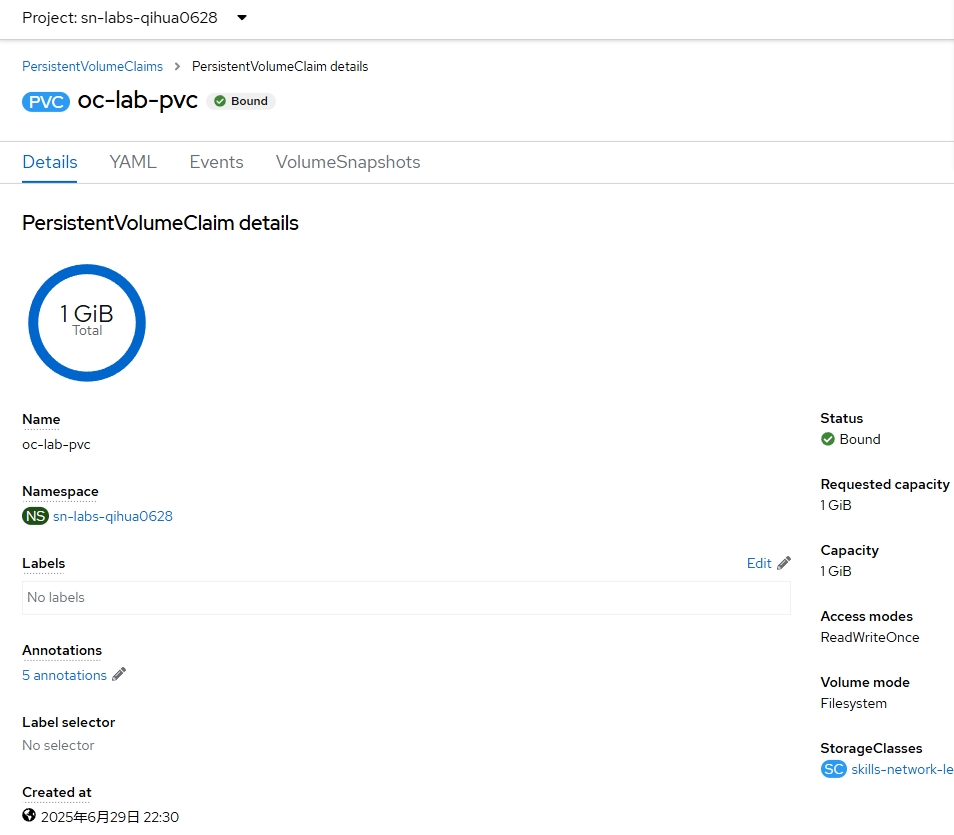 Project: sn-labs-qihua0628
PersistentVolumeClaims > PersistentVolumeClaim details
PVC oc-lab-pvc Bound
Details YAML Events VolumeSnapshots
PersistentVolumeClaim details
1 GiB
Total
Name
oc-lab-pvc
Namespace
NS sn-labs-qihua0628
Labels Edit
No labels
Annotations
5 annotations
Label selector
No selector
Created at
2025年6月29日 22:30
Status
Bound
Requested capacity
1 GiB
Capacity
1 GiB
Access modes
ReadWriteOnce
Volume mode
Filesystem
StorageClasses
SC skills-network-le